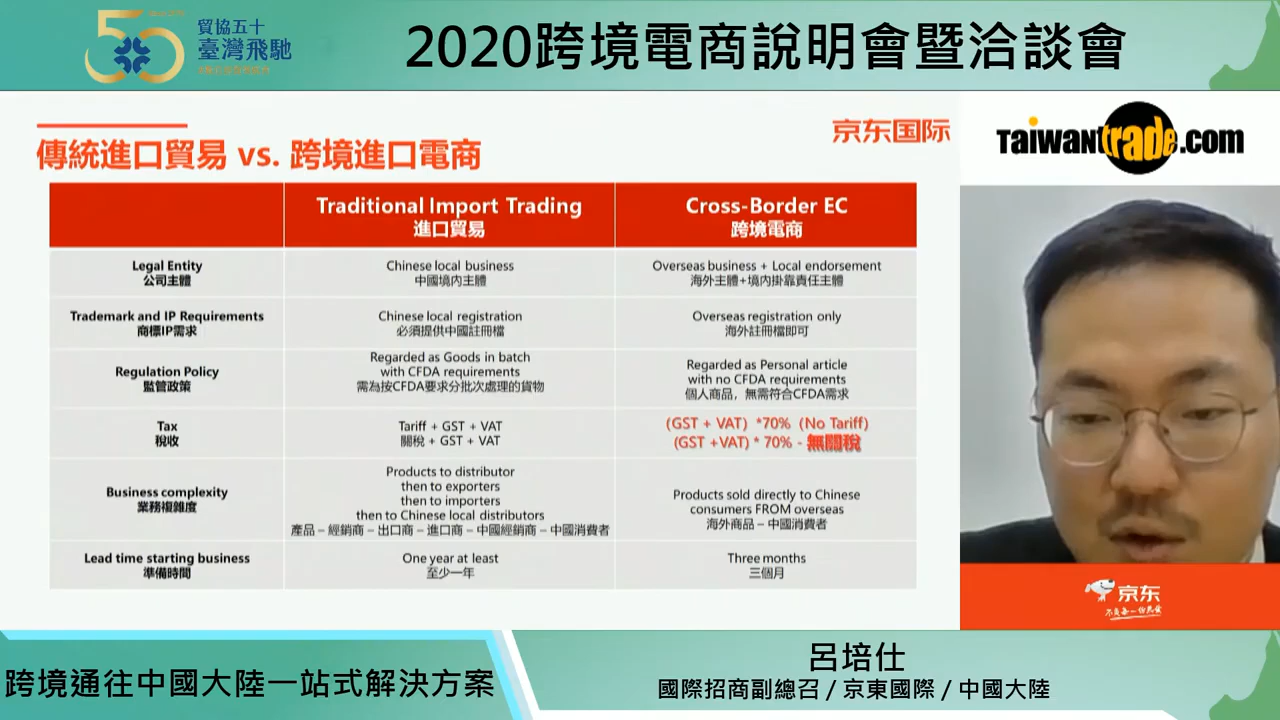 50
貿協五十
臺灣飛馳
2020跨境電商說明會暨洽談會
傳統進口貿易 vs. 跨境進口電商
京东国际
Taiwantrade.com
Traditional Import Trading
進口貿易
Cross-Border EC
跨境電商
Legal Entity
公司主體
Chinese local business
中國境內主體
Overseas business + Local endorsement
海外主體+境內掛靠責任主體
Trademark and IP Requirements
商標IP需求
Chinese local registration
必須提供中國註冊檔
Overseas registration only
海外註冊檔即可
Regulation Policy
監管政策
Regarded as Goods in batch
with CFDA requirements
需為按CFDA要求分批次處理的貨物
Regarded as Personal article
with no CFDA requirements
個人商品，無需符合CFDA需求
Tax
稅收
Tariff + GST + VAT
關稅 + GST + VAT
(GST + VAT) *70% (No Tariff)
(GST +VAT) * 70% - 無關稅
Business complexity
業務複雜度
Products to distributor
then to exporters
then to importers
then to Chinese local distributors
產品 – 經銷商 – 出口商 – 進口商 – 中國經銷商 – 中國消費者
Products sold directly to Chinese
consumers FROM overseas
海外商品 – 中國消費者
Lead time starting business
準備時間
One year at least
至少一年
Three months
三個月
京东
不负每一份热爱
跨境通往中國大陸一站式解決方案
呂培仕
國際招商副總召 / 京東國際 / 中國大陸